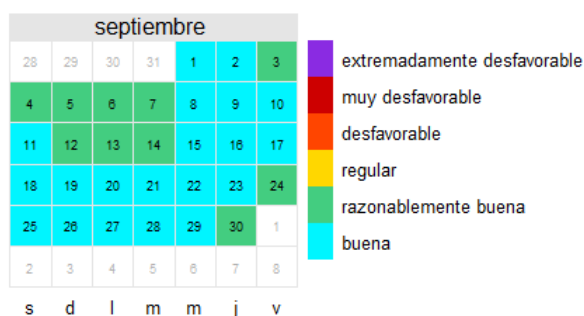 septiembre
28 29 30 31 1 2 3
4 5 6 7 8 9 10
11 12 13 14 15 16 17
18 19 20 21 22 23 24
25 26 27 28 29 30 1
2 3 4 5 6 7 8
s d l m m j v
extremadamente desfavorable
muy desfavorable
desfavorable
regular
razonablemente buena
buena